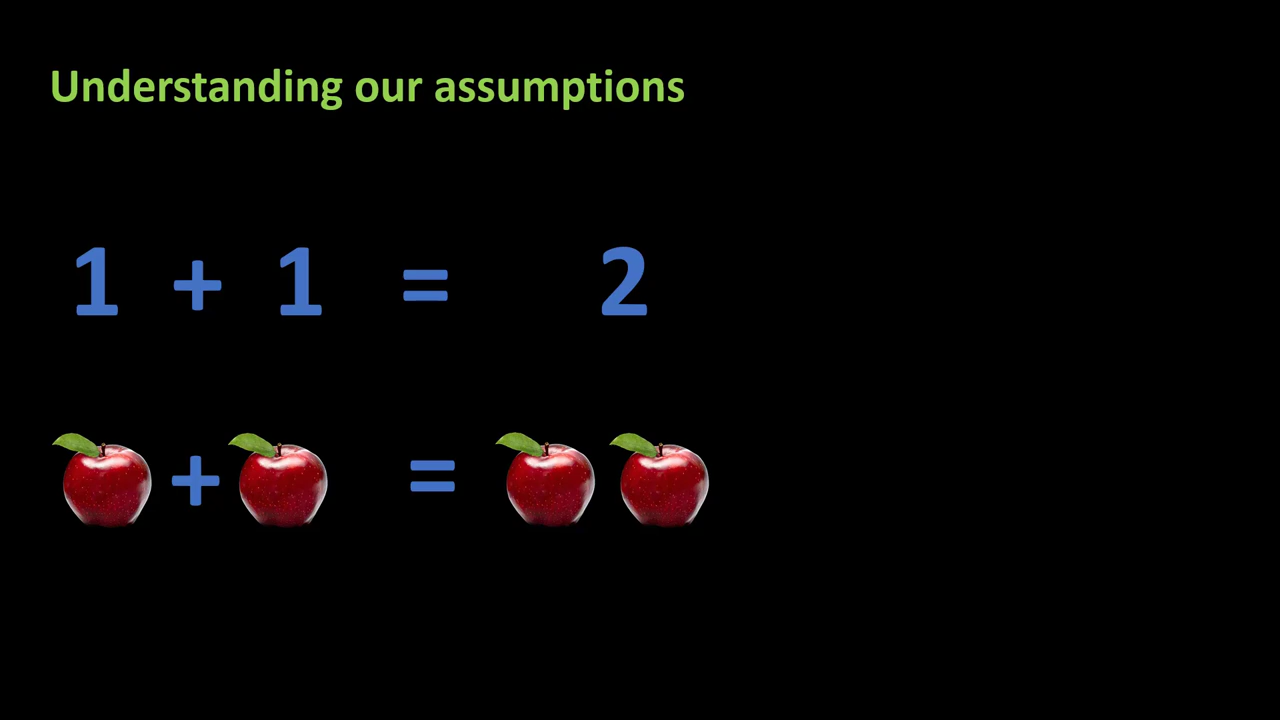 Understanding our assumptions
1 + 1 = 2
+ =